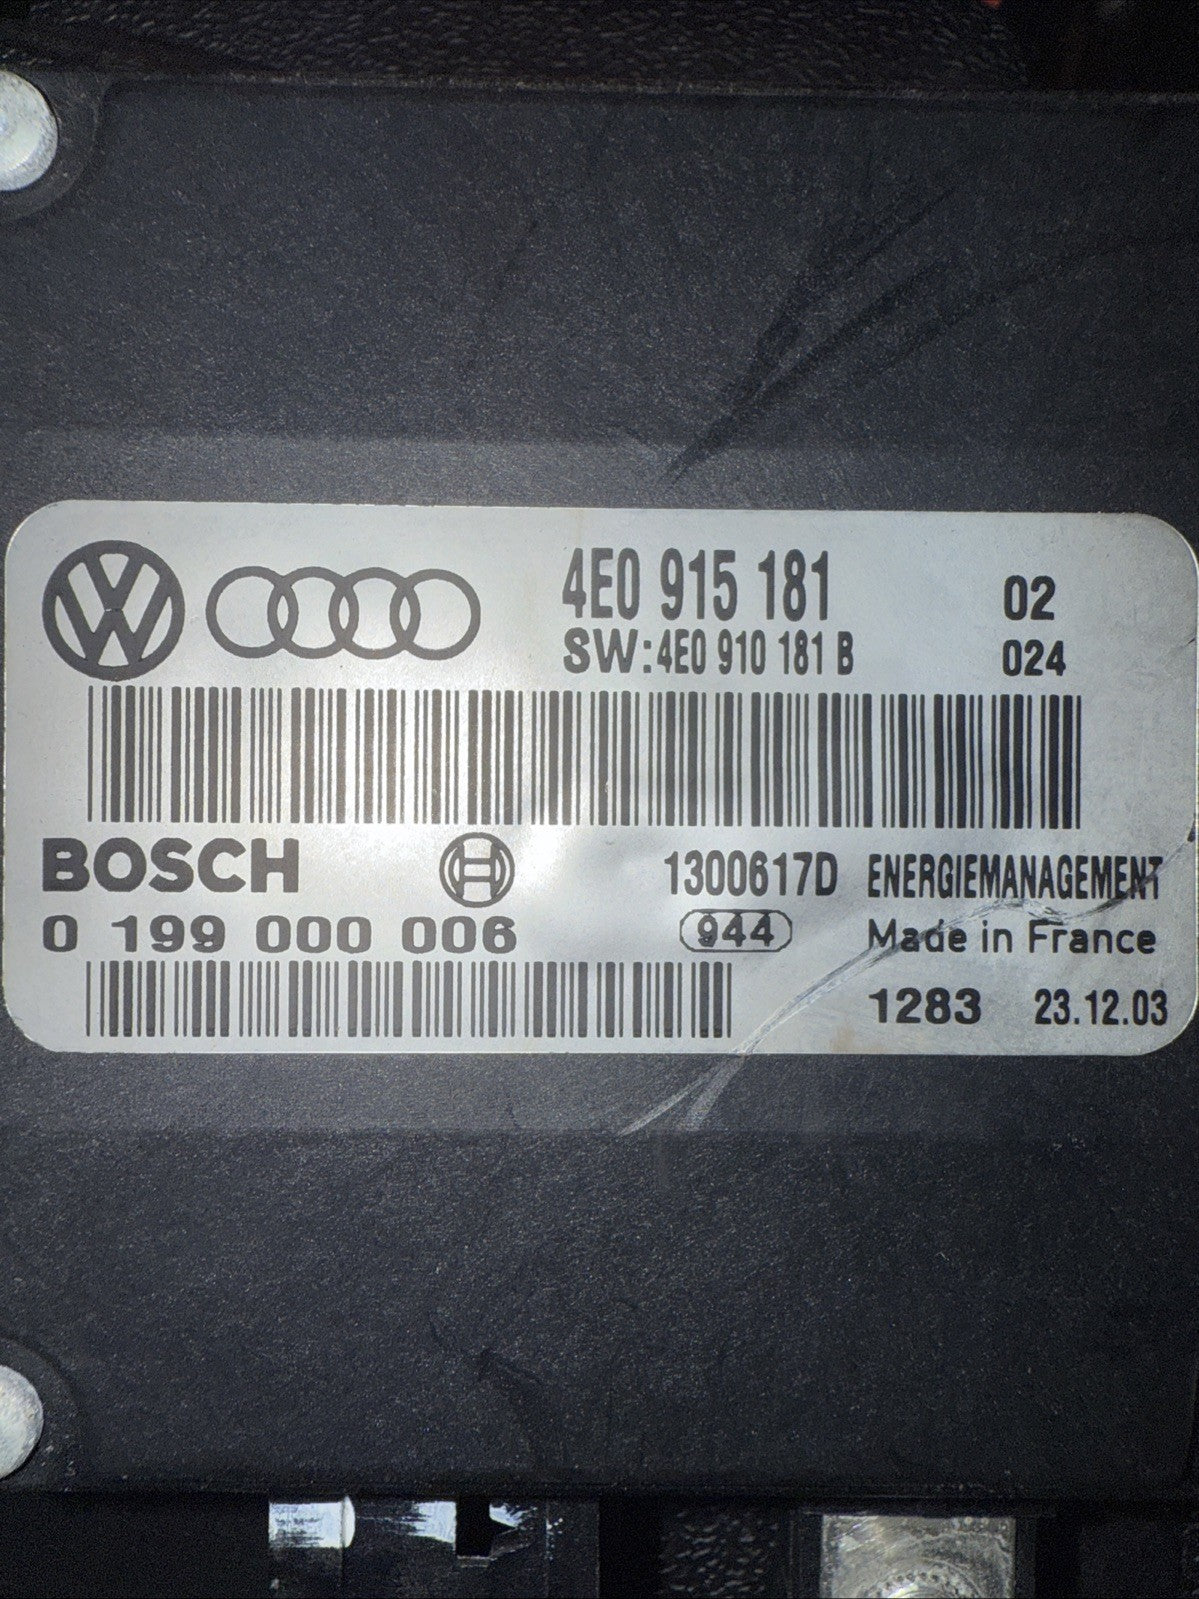 4E0 915 181 02
SW:4E0 910 181 B 024
BOSCH 1300617D ENERGIEMANAGEMENT
0 199 000 006 944 Made in France
1283 23.12.03